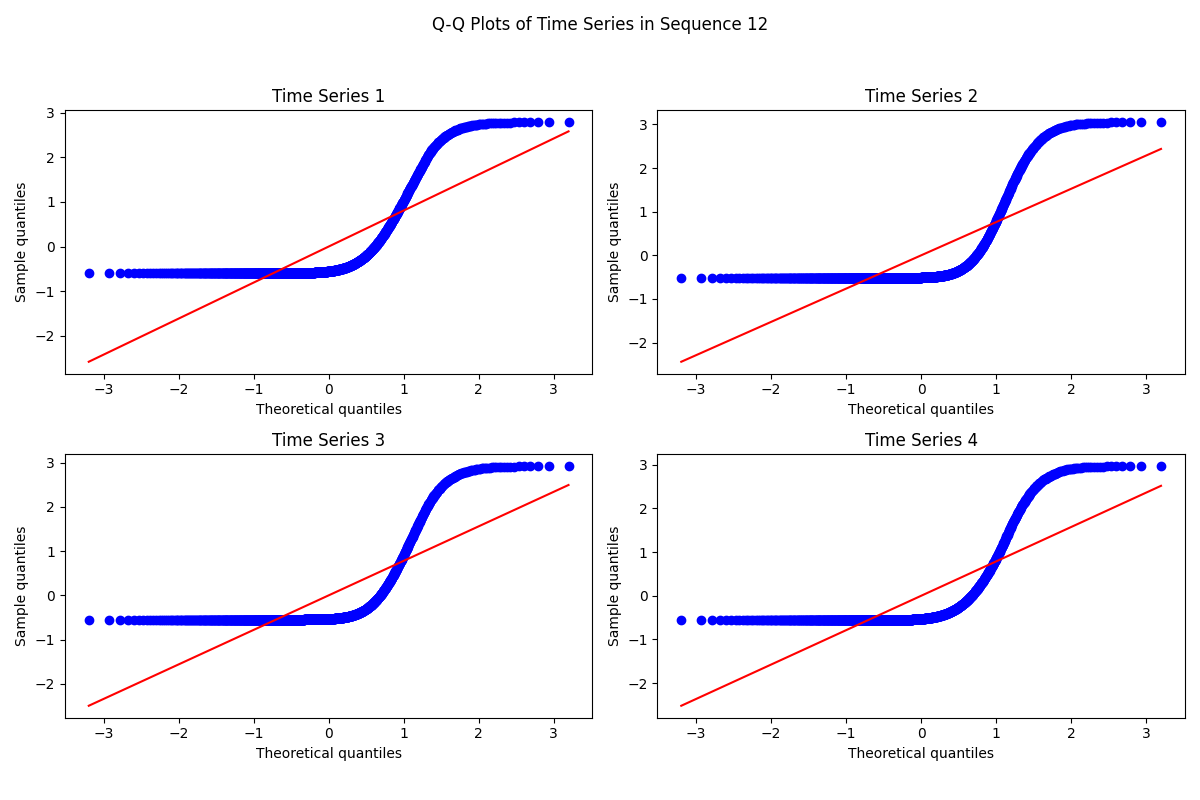 Q-Q Plots of Time Series in Sequence 12
Time Series 1
3
2
1
0
−1
−2
Sample quantiles
−3 −2 −1 0 1 2 3
Theoretical quantiles
Time Series 2
3
2
1
0
−1
−2
Sample quantiles
−3 −2 −1 0 1 2 3
Theoretical quantiles
Time Series 3
3
2
1
0
−1
−2
Sample quantiles
−3 −2 −1 0 1 2 3
Theoretical quantiles
Time Series 4
3
2
1
0
−1
−2
Sample quantiles
−3 −2 −1 0 1 2 3
Theoretical quantiles